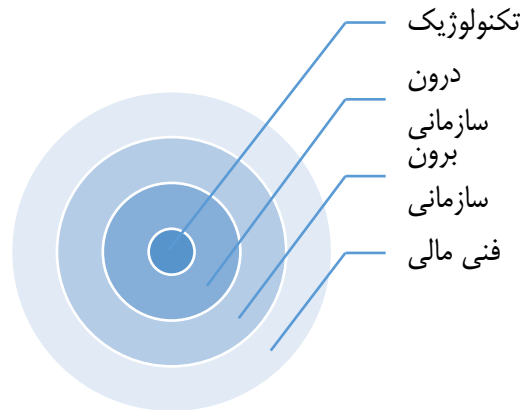 تکنولوژیک
درون
سازمانی
برون
سازمانی
فنی مالی